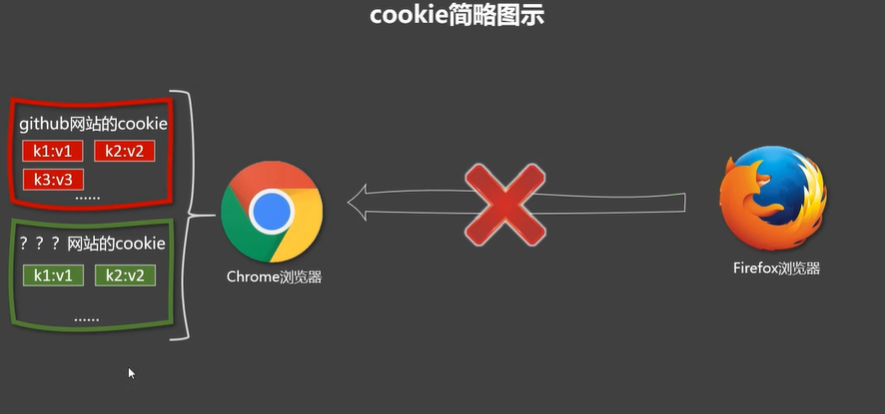 cookie简略图示
github网站的cookie
k1:v1 k2:v2
k3:v3
......
？？？网站的cookie
k1:v1 k2:v2
......
Chrome浏览器
Firefox浏览器